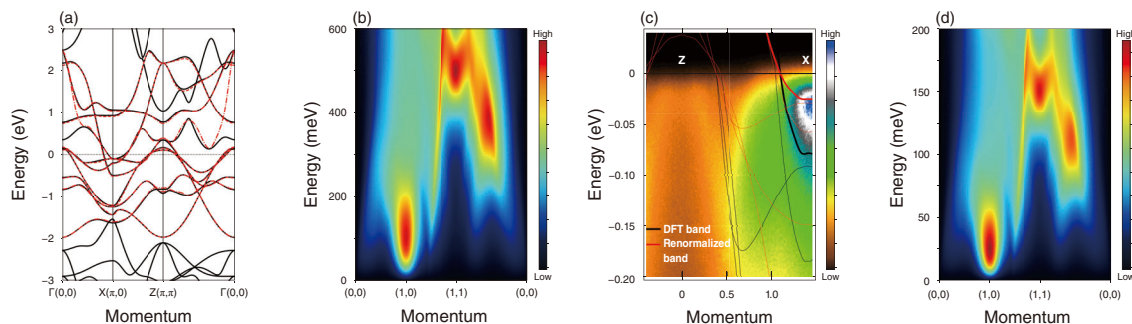 (a)
3
2
1
0
−1
−2
−3
Energy (eV)
Γ(0,0)
X(π,0)
Z(π,π)
Γ(0,0)
Momentum
(b)
600
400
200
0
Energy (meV)
(0,0)
(1,0)
(1,1)
(0,0)
Momentum
High
Low
(c)
Z
X
0
−0.05
−0.10
−0.15
−0.20
Energy (eV)
DFT band
Renormalized
band
0
0.5
1.0
Momentum
High
Low
(d)
200
150
100
50
0
Energy (meV)
(0,0)
(1,0)
(1,1)
(0,0)
Momentum
High
Low